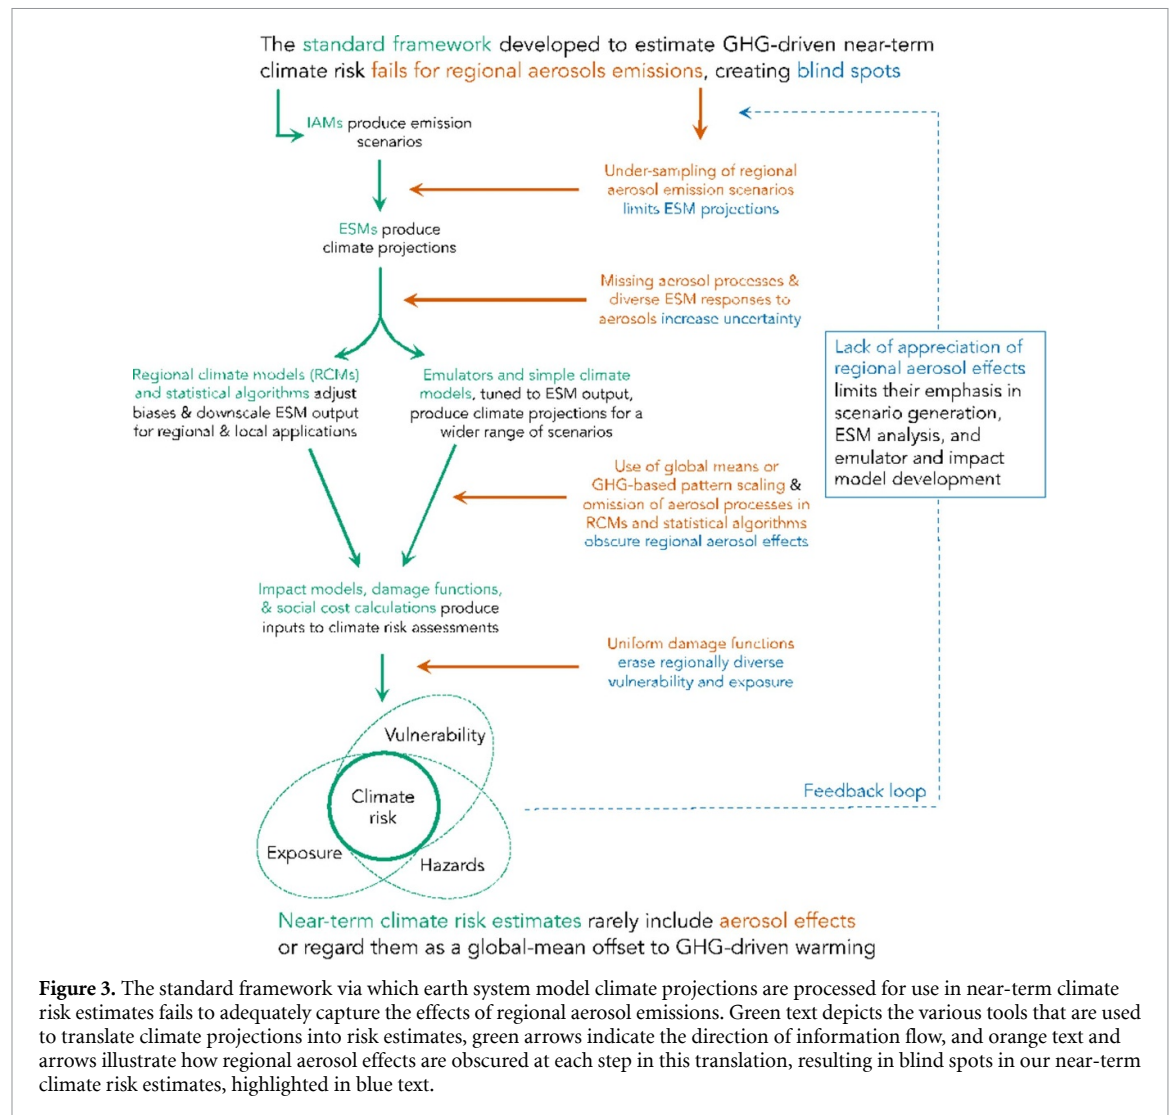 The standard framework developed to estimate GHG-driven near-term
climate risk fails for regional aerosols emissions, creating blind spots
IAMs produce emission
scenarios
Under-sampling of regional
aerosol emission scenarios
limits ESM projections
ESMs produce
climate projections
Missing aerosol processes &
diverse ESM responses to
aerosols increase uncertainty
Lack of appreciation of
regional aerosol effects
limits their emphasis in
scenario generation,
ESM analysis, and
emulator and impact
model development
Regional climate models (RCMs)
and statistical algorithms adjust
biases & downscale ESM output
for regional & local applications
Emulators and simple climate
models, tuned to ESM output,
produce climate projections for a
wider range of scenarios
Use of global means or
GHG-based pattern scaling &
omission of aerosol processes in
RCMs and statistical algorithms
obscure regional aerosol effects
Impact models, damage functions,
& social cost calculations produce
inputs to climate risk assessments
Uniform damage functions
erase regionally diverse
vulnerability and exposure
Vulnerability
Climate
risk
Exposure
Hazards
Feedback loop
Near-term climate risk estimates rarely include aerosol effects
or regard them as a global-mean offset to GHG-driven warming
Figure 3. The standard framework via which earth system model climate projections are processed for use in near-term climate
risk estimates fails to adequately capture the effects of regional aerosol emissions. Green text depicts the various tools that are used
to translate climate projections into risk estimates, green arrows indicate the direction of information flow, and orange text and
arrows illustrate how regional aerosol effects are obscured at each step in this translation, resulting in blind spots in our near-term
climate risk estimates, highlighted in blue text.